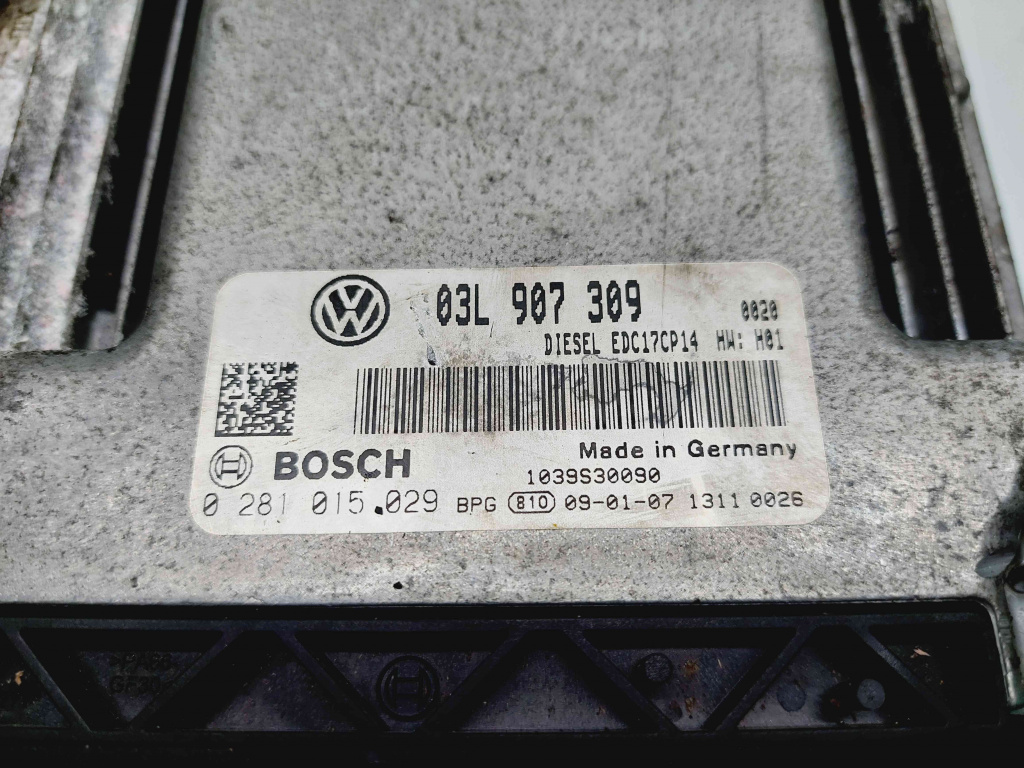 03L 907 309
0020
DIESEL EDC17CP14 HW: H01
BOSCH
Made in Germany
1039S30090
0 281 015 029 BPG 810 09-01-07 1311 0026